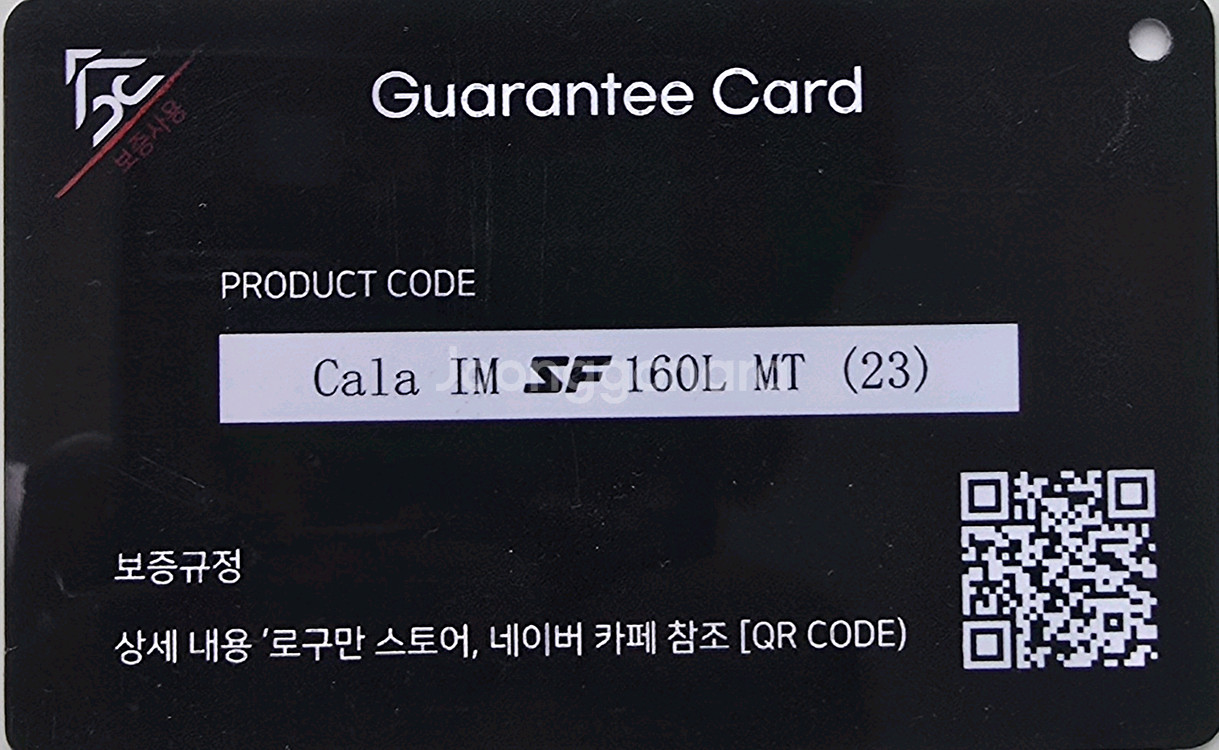 Guarantee Card
보증사용
PRODUCT CODE
Cala IM SF 160L MT (23)
보증규정
상세 내용 '로구만 스토어, 네이버 카페 참조 [QR CODE)